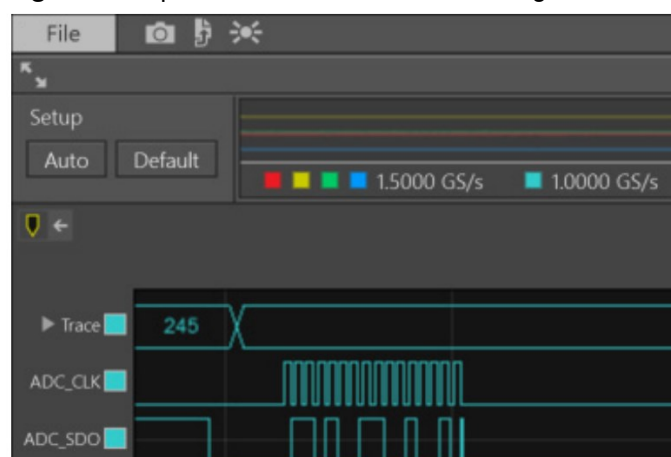 File
Setup
Auto Default
1.5000 GS/s 1.0000 GS/s
Trace 245
ADC_CLK
ADC_SDO